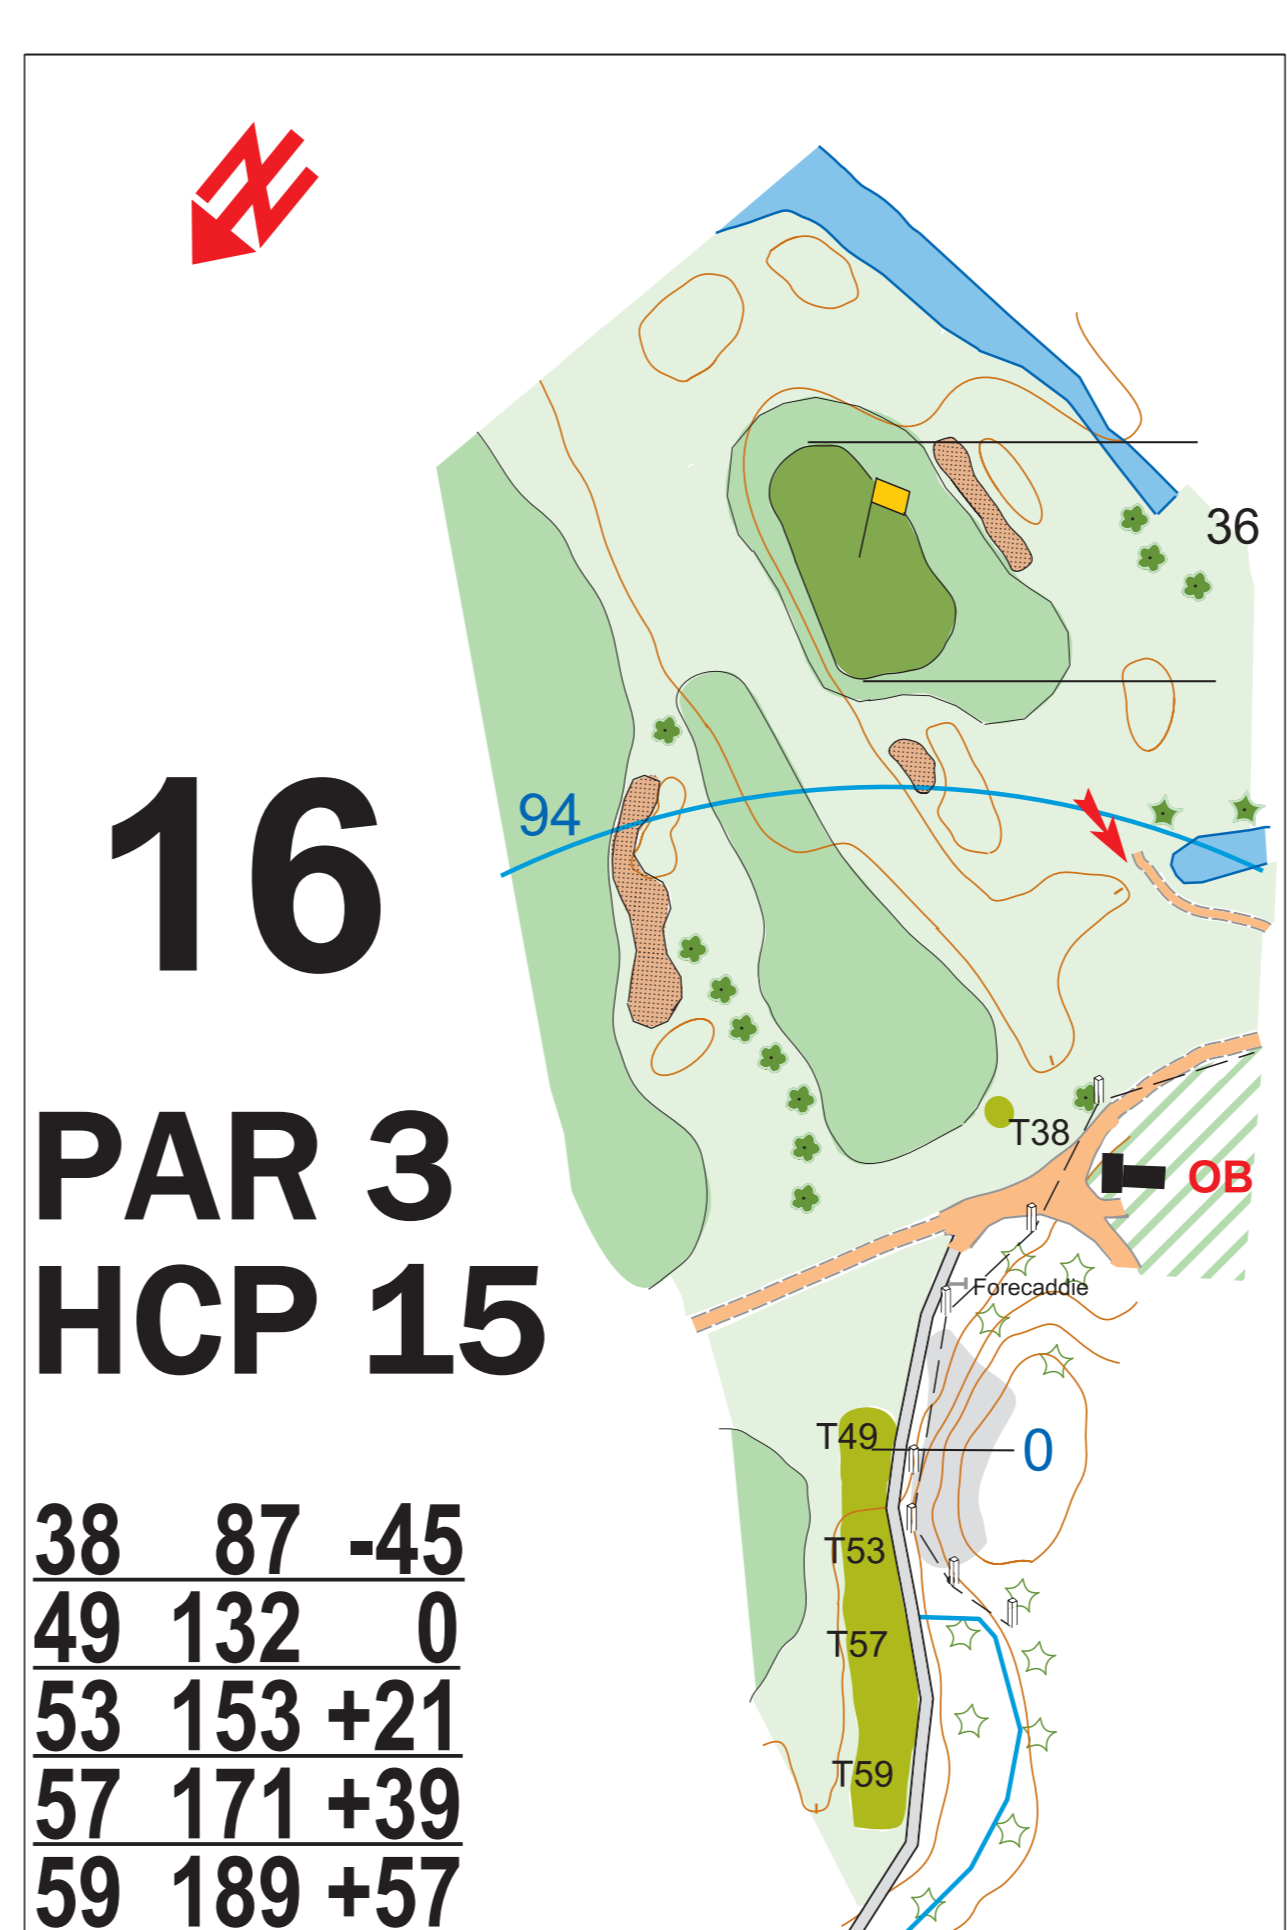 N
36
94
16
T38
OB
PAR 3
Forecaddie
HCP 15
T49
0
38 87 -45
T53
49 132 0
T57
53 153 +21
T59
57 171 +39
59 189 +57